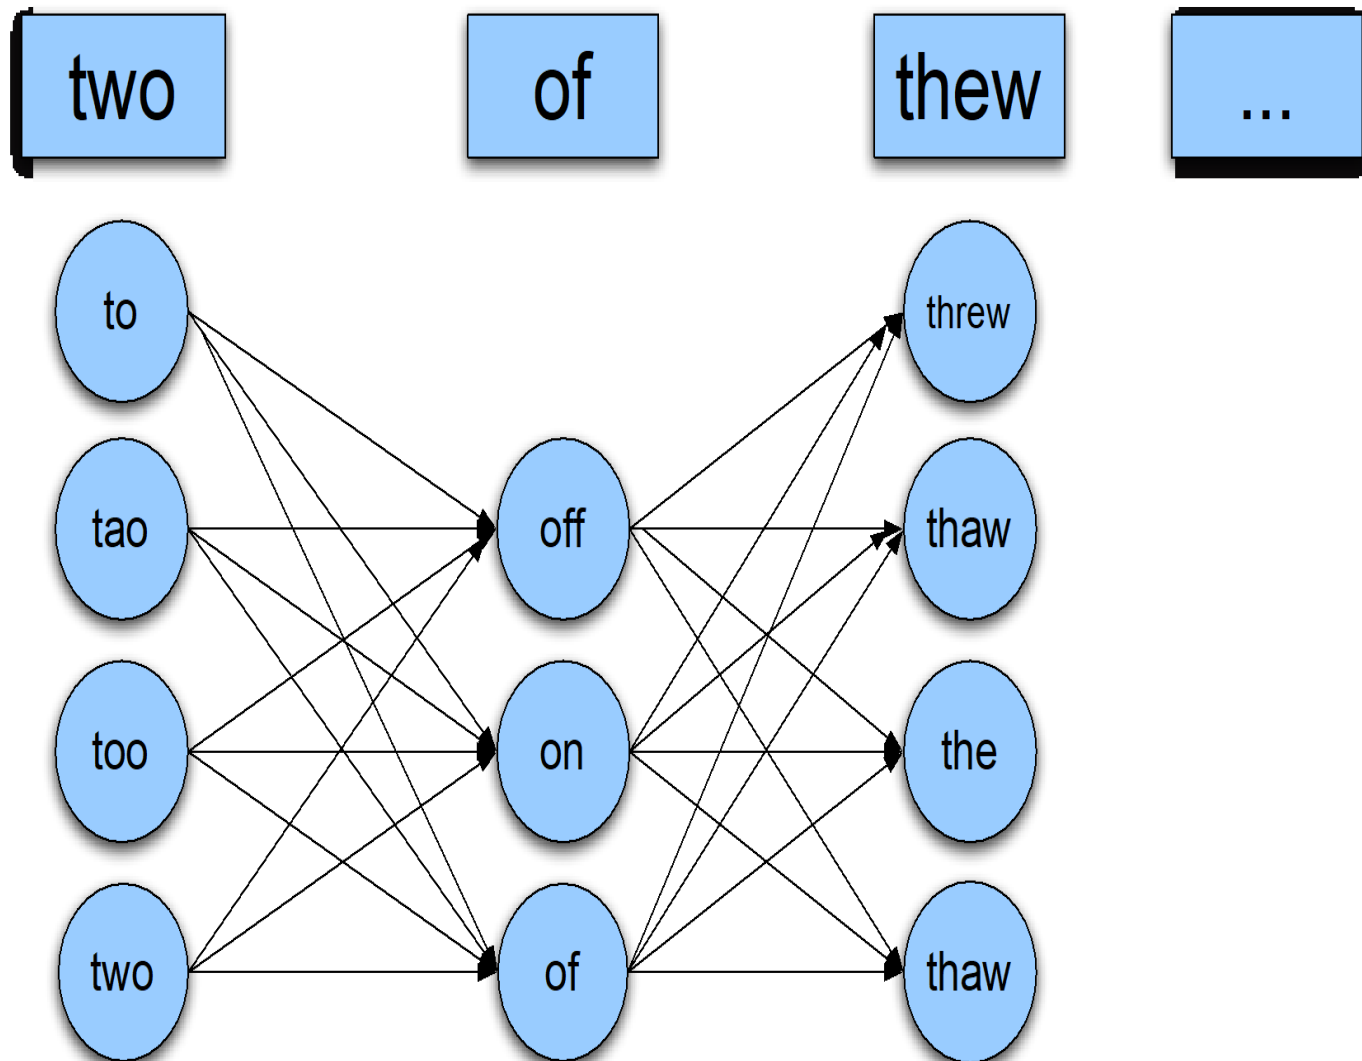 two of thew ...
to threw
tao off thaw
too on the
two of thaw